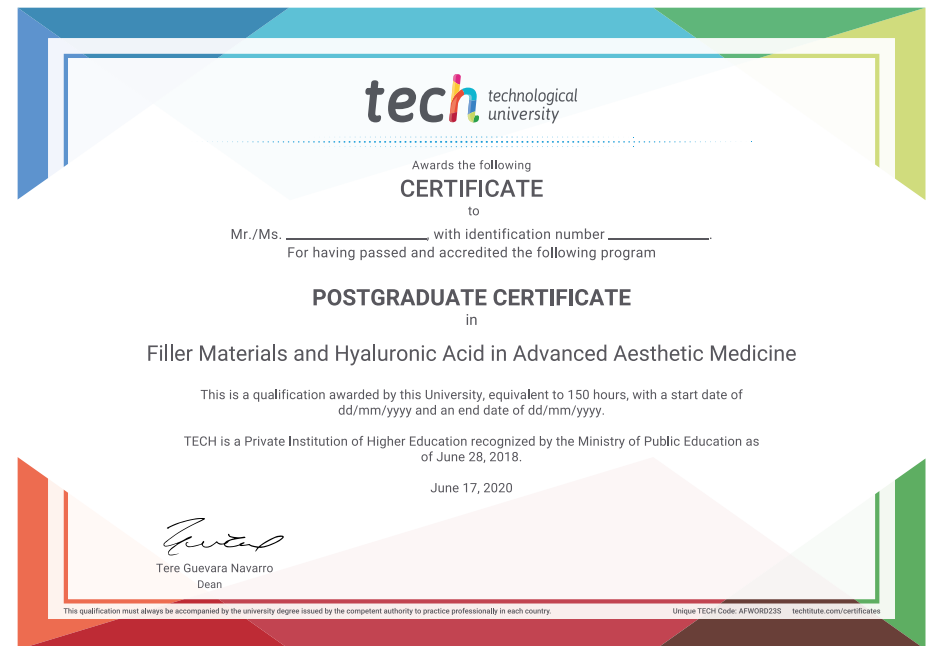 tech technological
university
Awards the following
CERTIFICATE
to
Mr./Ms. ____________________, with identification number ______________.
For having passed and accredited the following program
POSTGRADUATE CERTIFICATE
in
Filler Materials and Hyaluronic Acid in Advanced Aesthetic Medicine
This is a qualification awarded by this University, equivalent to 150 hours, with a start date of
dd/mm/yyyy and an end date of dd/mm/yyyy.
TECH is a Private Institution of Higher Education recognized by the Ministry of Public Education as
of June 28, 2018.
June 17, 2020
Tere Guevara Navarro
Dean
This qualification must always be accompanied by the university degree issued by the competent authority to practice professionally in each country.
Unique TECH Code: AFWORD23S techtitute.com/certificates